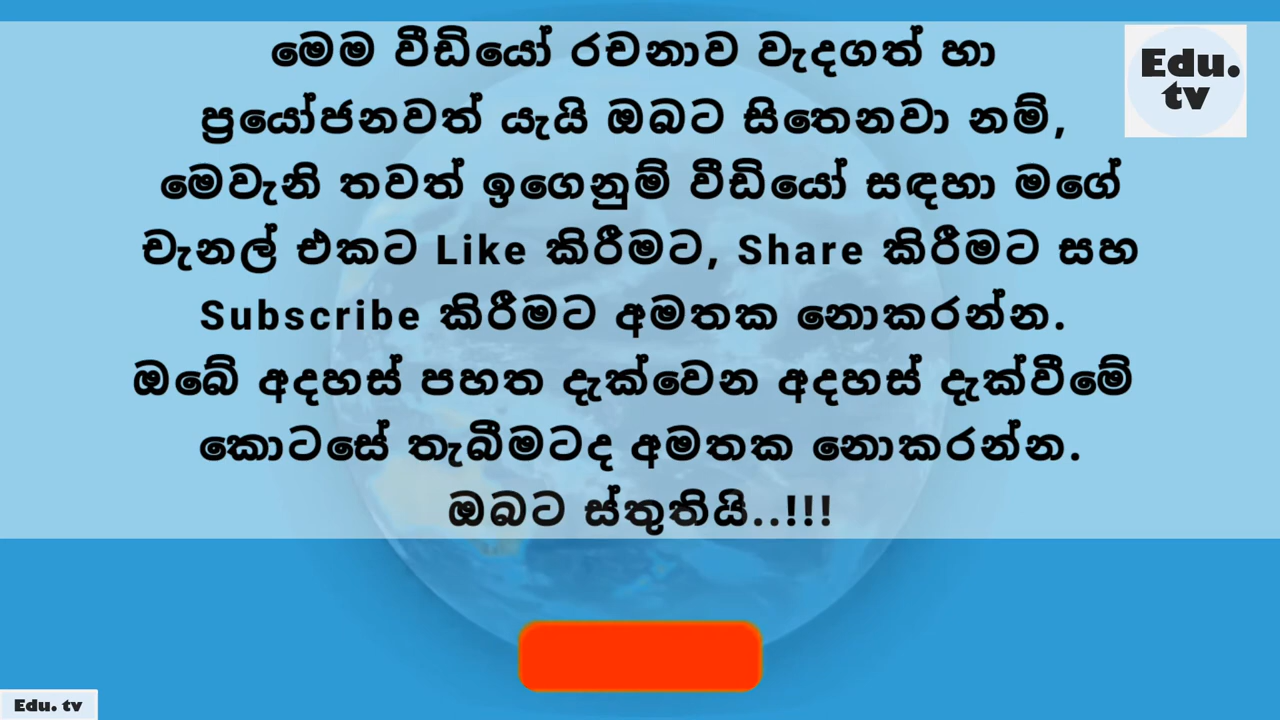 මෙම වීඩියෝ රචනාව වැදගත් හා
ප්‍රයෝජනවත් යැයි ඔබට සිතෙනවා නම්,
මෙවැනි තවත් ඉගෙනුම් වීඩියෝ සඳහා මගේ
චැනල් එකට Like කිරීමට, Share කිරීමට සහ
Subscribe කිරීමට අමතක නොකරන්න.
ඔබේ අදහස් පහත දැක්වෙන අදහස් දැක්වීමේ
කොටසේ තැබීමටද අමතක නොකරන්න.
ඔබට ස්තුතියි..!!!
Edu.
tv
Edu. tv